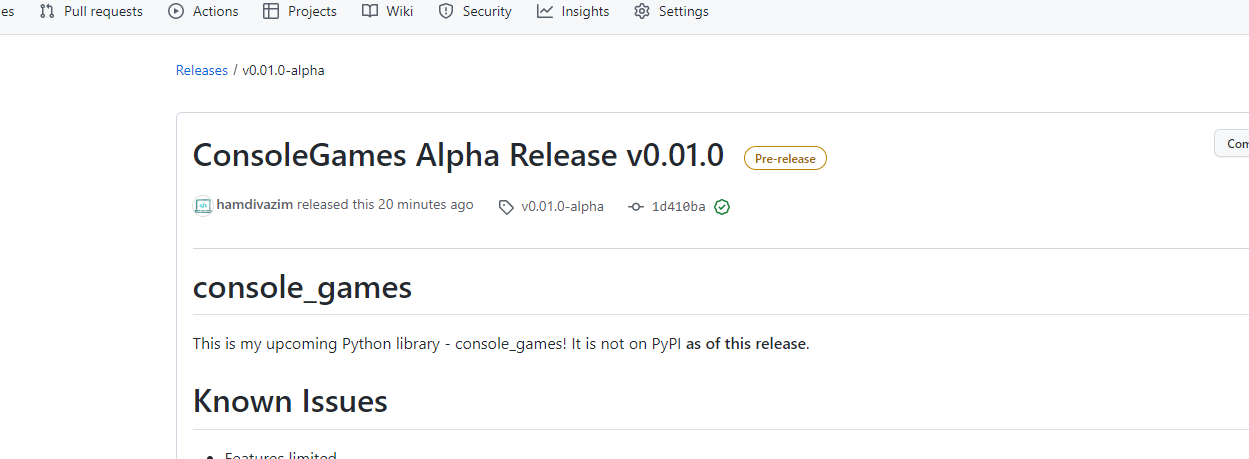 es Pull requests Actions Projects Wiki Security Insights Settings
Releases / v0.01.0-alpha
ConsoleGames Alpha Release v0.01.0 Pre-release
Com
hamdivazim released this 20 minutes ago v0.01.0-alpha 1d410ba
console_games
This is my upcoming Python library - console_games! It is not on PyPI as of this release.
Known Issues
Features limited